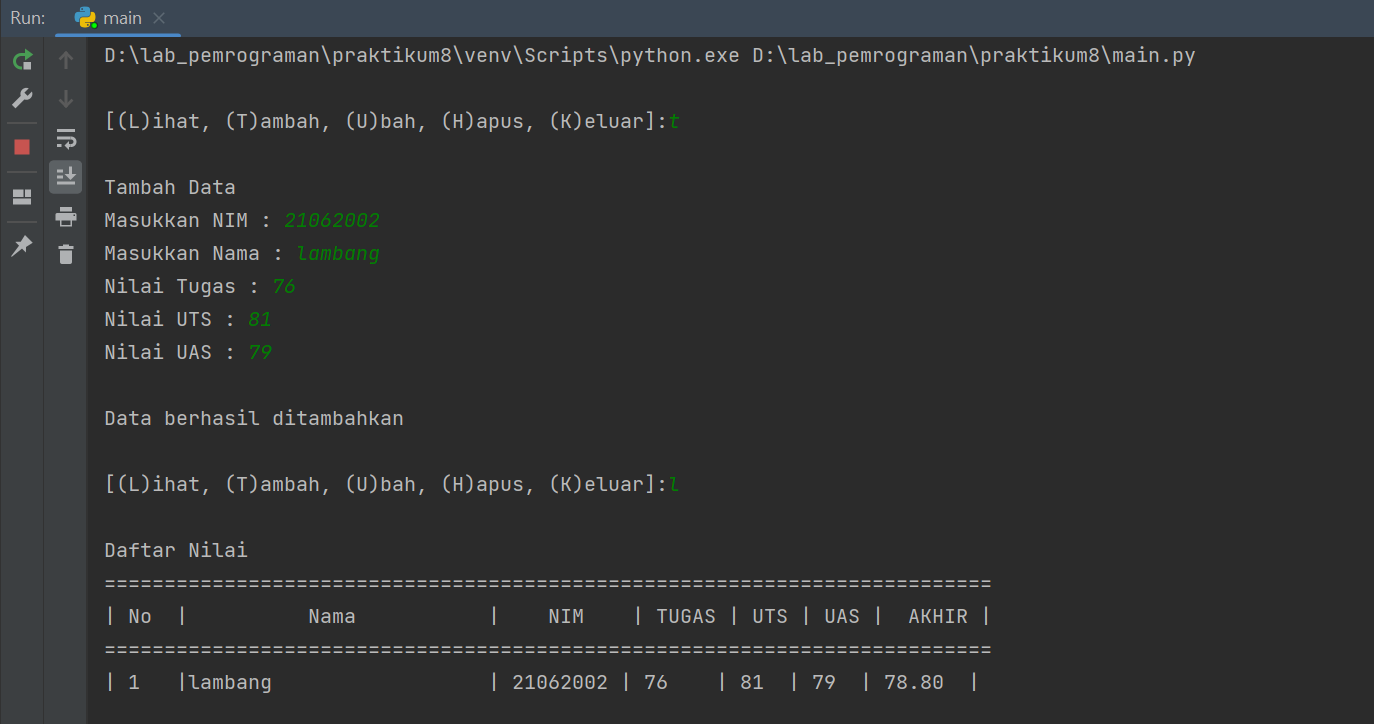 Run: main
D:\lab_pemrograman\praktikum8\venv\Scripts\python.exe D:\lab_pemrograman\praktikum8\main.py
[(L)ihat, (T)ambah, (U)bah, (H)apus, (K)eluar]:t
Tambah Data
Masukkan NIM : 21062002
Masukkan Nama : lambang
Nilai Tugas : 76
Nilai UTS : 81
Nilai UAS : 79
Data berhasil ditambahkan
[(L)ihat, (T)ambah, (U)bah, (H)apus, (K)eluar]:l
Daftar Nilai
==========================================================================
| No  |          Nama           |    NIM    | TUGAS | UTS | UAS |  AKHIR |
==========================================================================
| 1   |lambang                  | 21062002 | 76    | 81  | 79  | 78.80  |